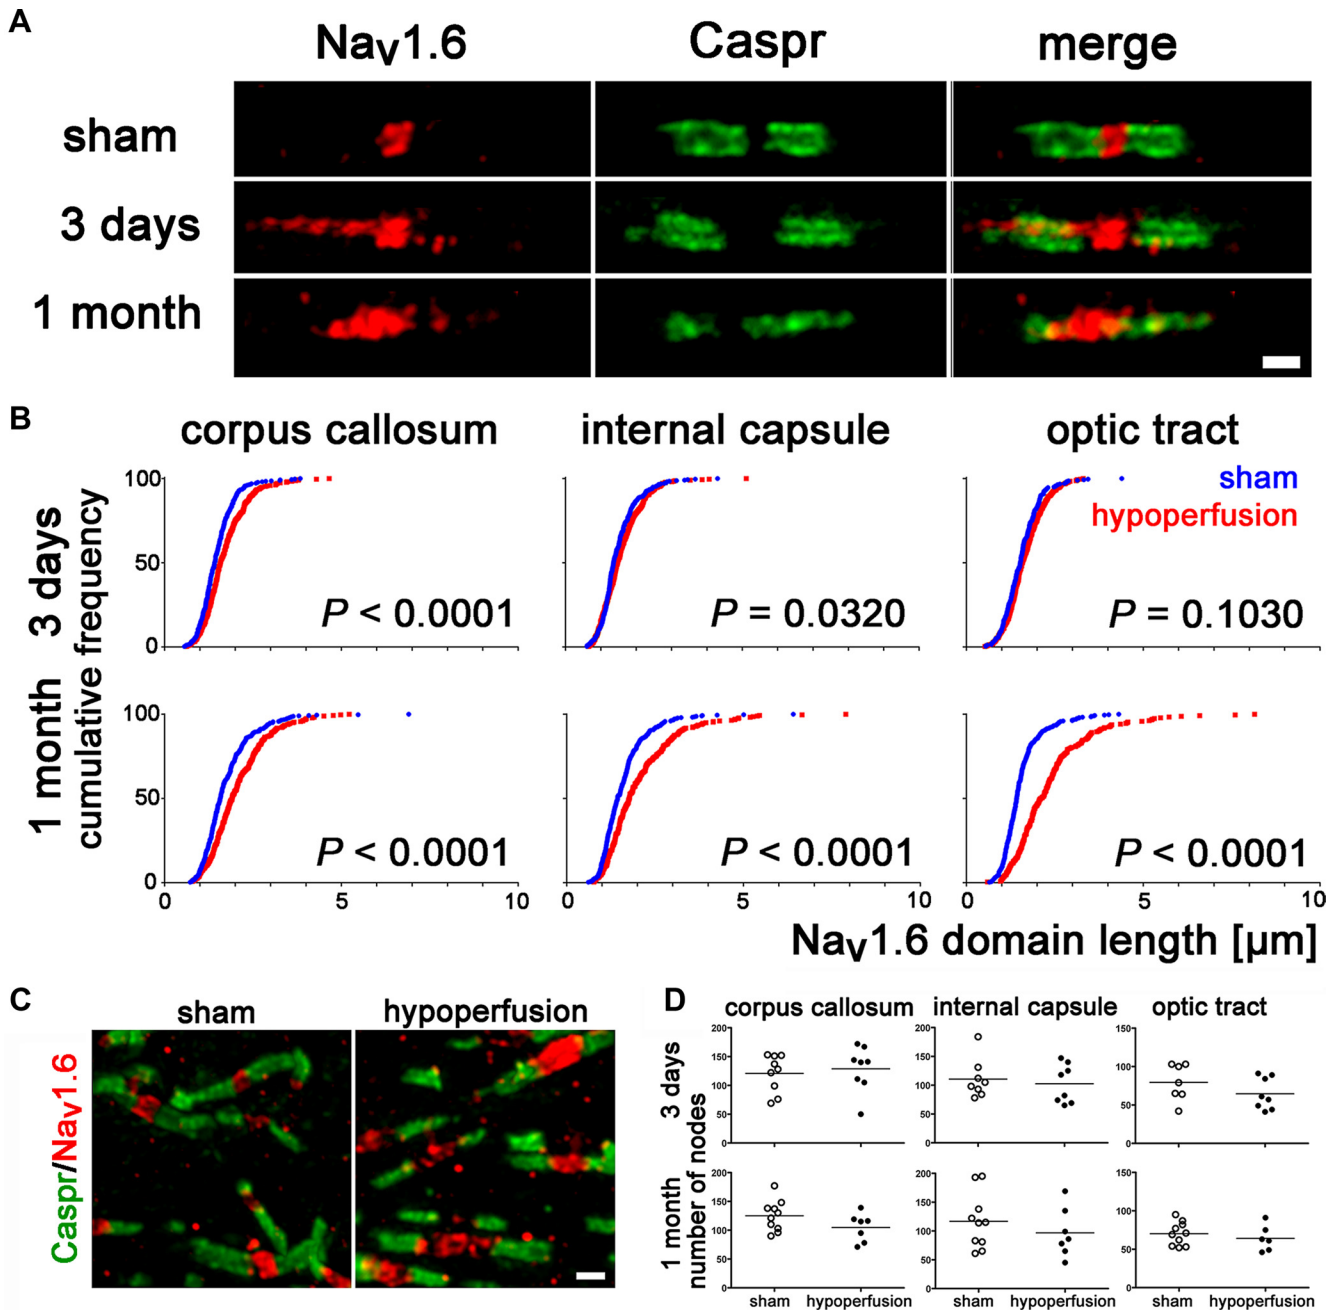 A
Nav1.6 Caspr merge
sham
3 days
1 month
B
corpus callosum internal capsule optic tract
100
50
0
3 days
sham
hypoperfusion
P < 0.0001
P = 0.0320
P = 0.1030
1 month
cumulative frequency
100
50
0
P < 0.0001
P < 0.0001
P < 0.0001
0 5 10
0 5 10
0 5 10
Nav1.6 domain length [µm]
C
sham hypoperfusion
Caspr/Nav1.6
D
corpus callosum internal capsule optic tract
3 days
200
150
100
50
0
200
150
100
50
0
150
100
50
0
1 month
number of nodes
200
150
100
50
0
200
150
100
50
0
150
100
50
0
sham hypoperfusion
sham hypoperfusion
sham hypoperfusion